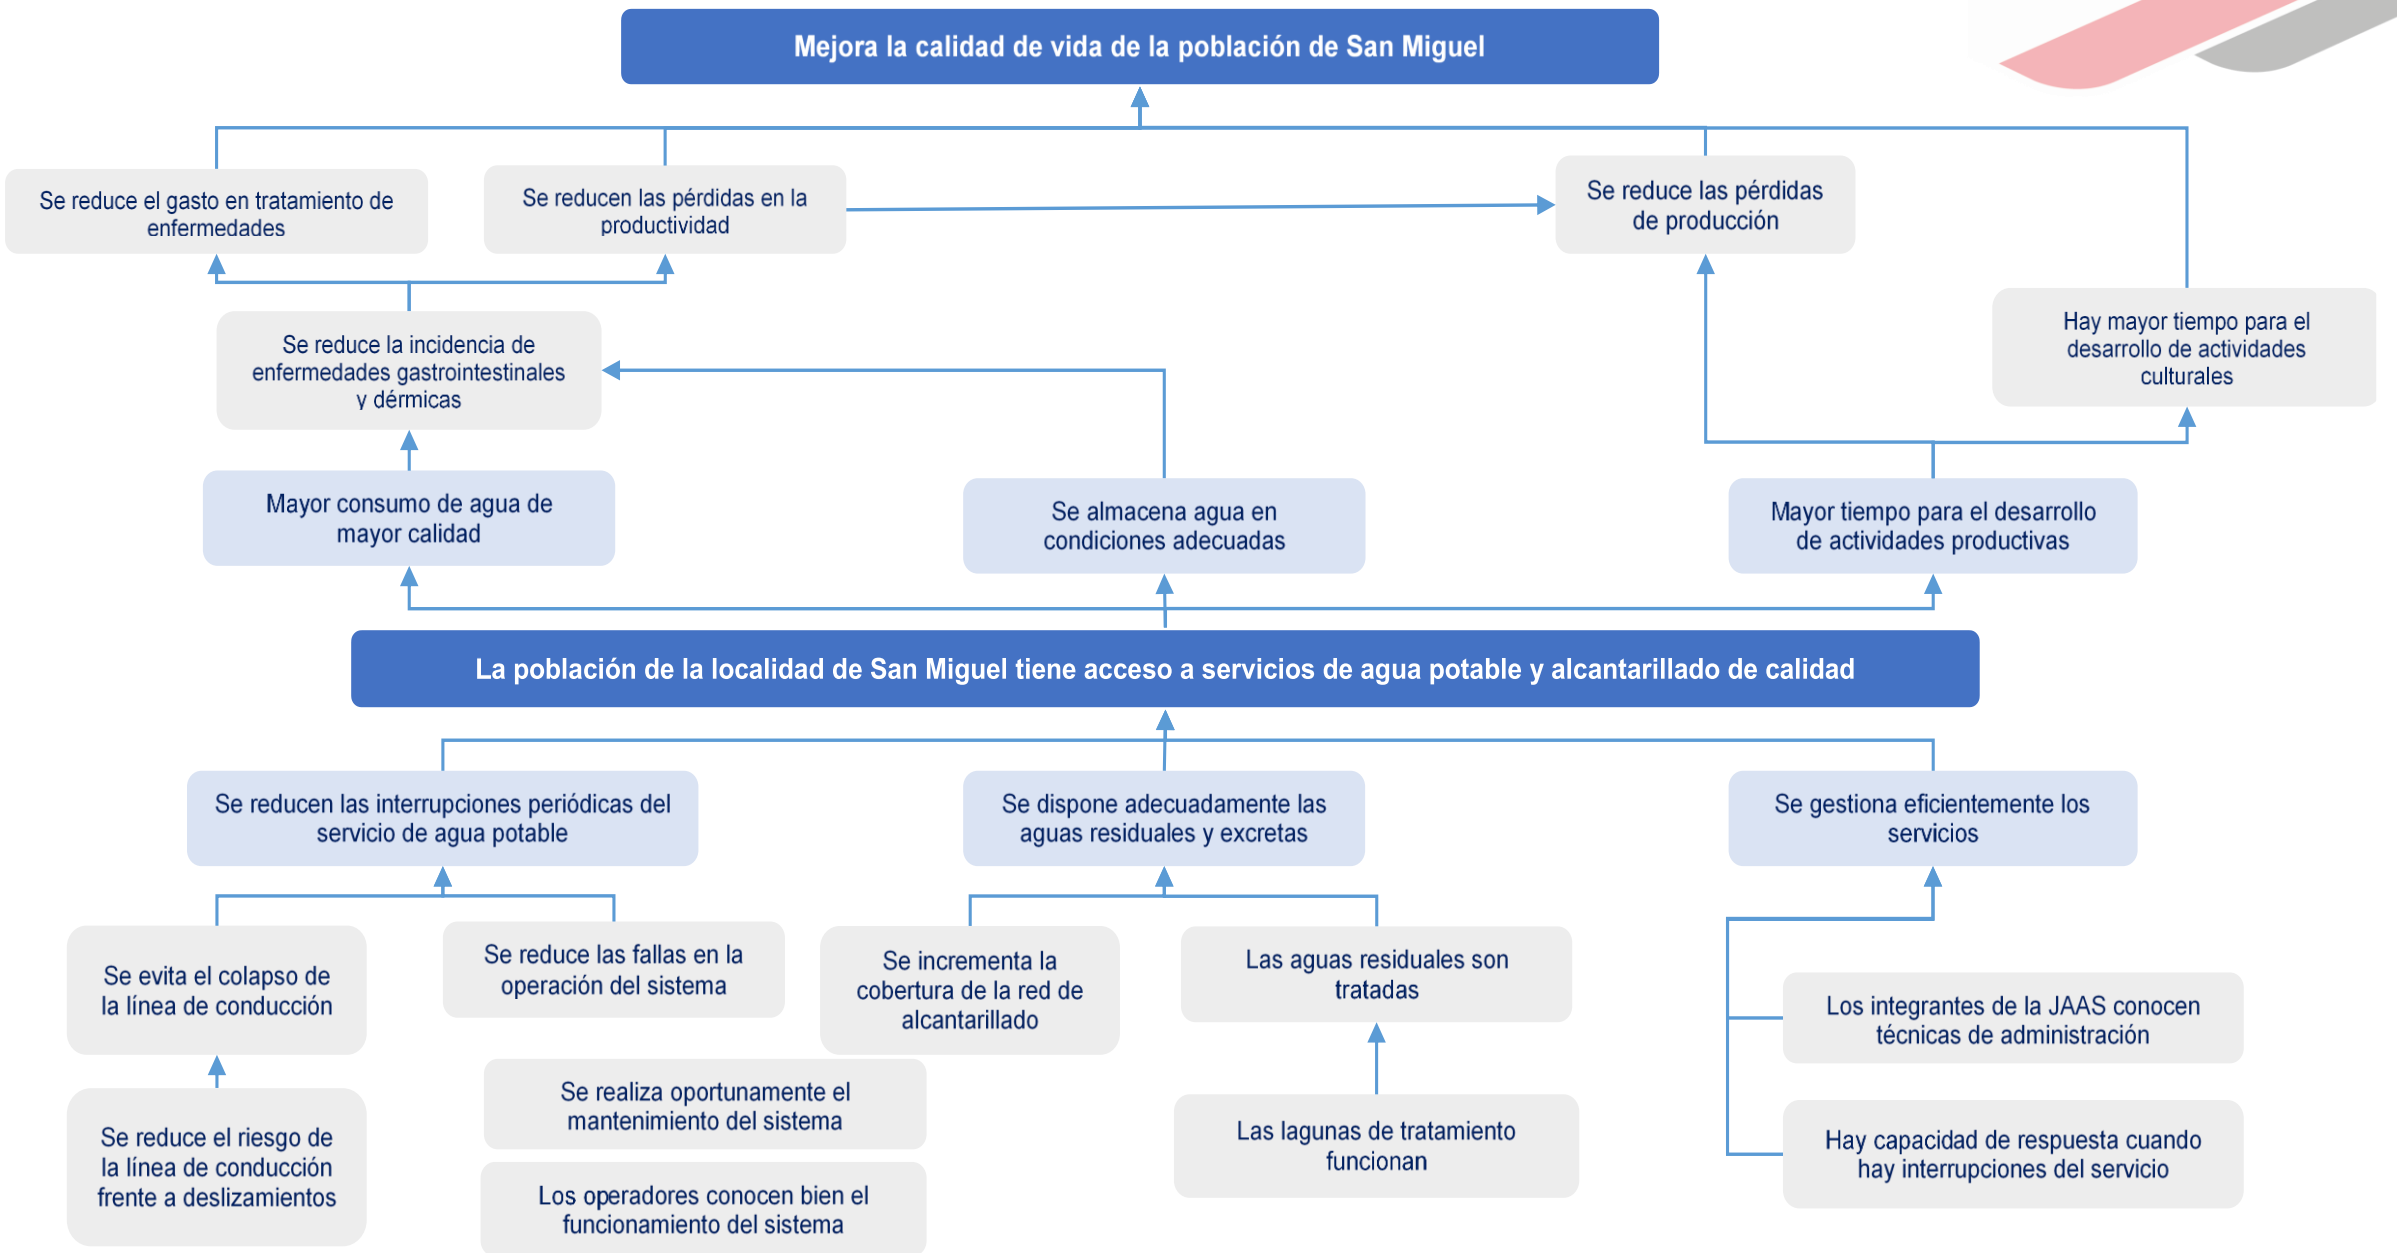 Mejora la calidad de vida de la población de San Miguel
Se reduce el gasto en tratamiento de
enfermedades
Se reducen las pérdidas en la
productividad
Se reduce las pérdidas
de producción
Hay mayor tiempo para el
desarrollo de actividades
culturales
Se reduce la incidencia de
enfermedades gastrointestinales
y dérmicas
Mayor consumo de agua de
mayor calidad
Se almacena agua en
condiciones adecuadas
Mayor tiempo para el desarrollo
de actividades productivas
La población de la localidad de San Miguel tiene acceso a servicios de agua potable y alcantarillado de calidad
Se reducen las interrupciones periódicas del
servicio de agua potable
Se dispone adecuadamente las
aguas residuales y excretas
Se gestiona eficientemente los
servicios
Se evita el colapso de
la línea de conducción
Se reduce las fallas en la
operación del sistema
Se incrementa la
cobertura de la red de
alcantarillado
Las aguas residuales son
tratadas
Los integrantes de la JAAS conocen
técnicas de administración
Se reduce el riesgo de
la línea de conducción
frente a deslizamientos
Se realiza oportunamente el
mantenimiento del sistema
Los operadores conocen bien el
funcionamiento del sistema
Las lagunas de tratamiento
funcionan
Hay capacidad de respuesta cuando
hay interrupciones del servicio